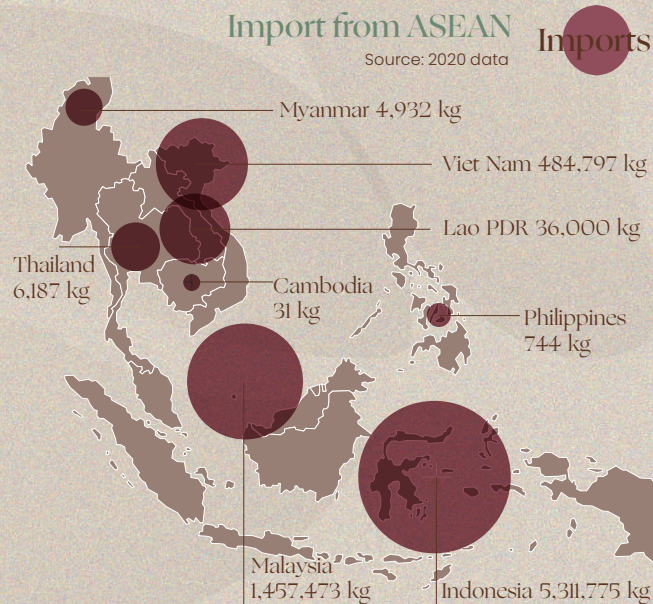 Import from ASEAN
Imports
Source: 2020 data
Myanmar 4,932 kg
Viet Nam 484,797 kg
Lao PDR 36,000 kg
Thailand
6,187 kg
Cambodia
31 kg
Philippines
744 kg
Malaysia
1,457,473 kg
Indonesia 5,311,775 kg